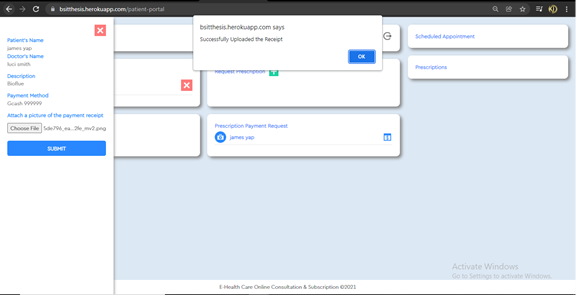 bsitthesis.herokuapp.com/patient-portal
bsitthesis.herokuapp.com says
Successfully Uploaded the Receipt
OK
Patient's Name
james yap
Doctor's Name
luci smith
Description
Bioflue
Payment Method
Gcash 999999
Attach a picture of the payment receipt
Choose File 5de796_ea...3fe_mv2.png
SUBMIT
Request Prescription
Prescription Payment Request
james yap
Scheduled Appointment
Prescriptions
Activate Windows
Go to Settings to activate Windows.
E-Health Care Online Consultation & Subscription ©2021